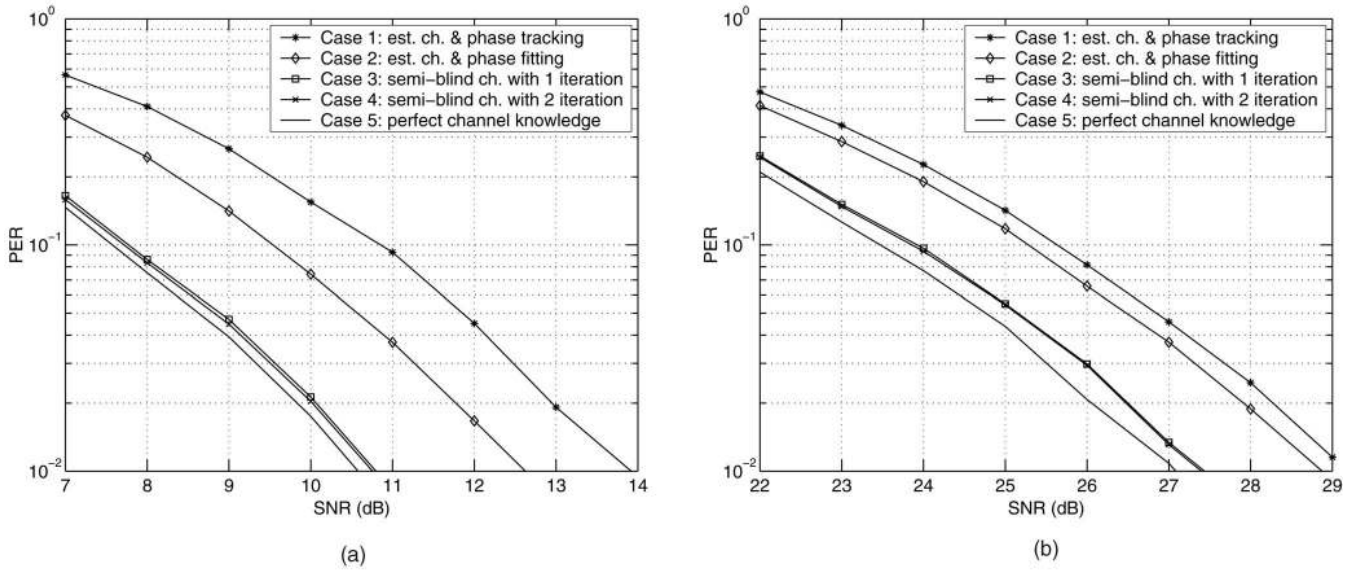 10^0
10^-1
10^-2
PER
Case 1: est. ch. & phase tracking
Case 2: est. ch. & phase fitting
Case 3: semi-blind ch. with 1 iteration
Case 4: semi-blind ch. with 2 iteration
Case 5: perfect channel knowledge
7 8 9 10 11 12 13 14
SNR (dB)
(a)
10^0
10^-1
10^-2
PER
Case 1: est. ch. & phase tracking
Case 2: est. ch. & phase fitting
Case 3: semi-blind ch. with 1 iteration
Case 4: semi-blind ch. with 2 iteration
Case 5: perfect channel knowledge
22 23 24 25 26 27 28 29
SNR (dB)
(b)